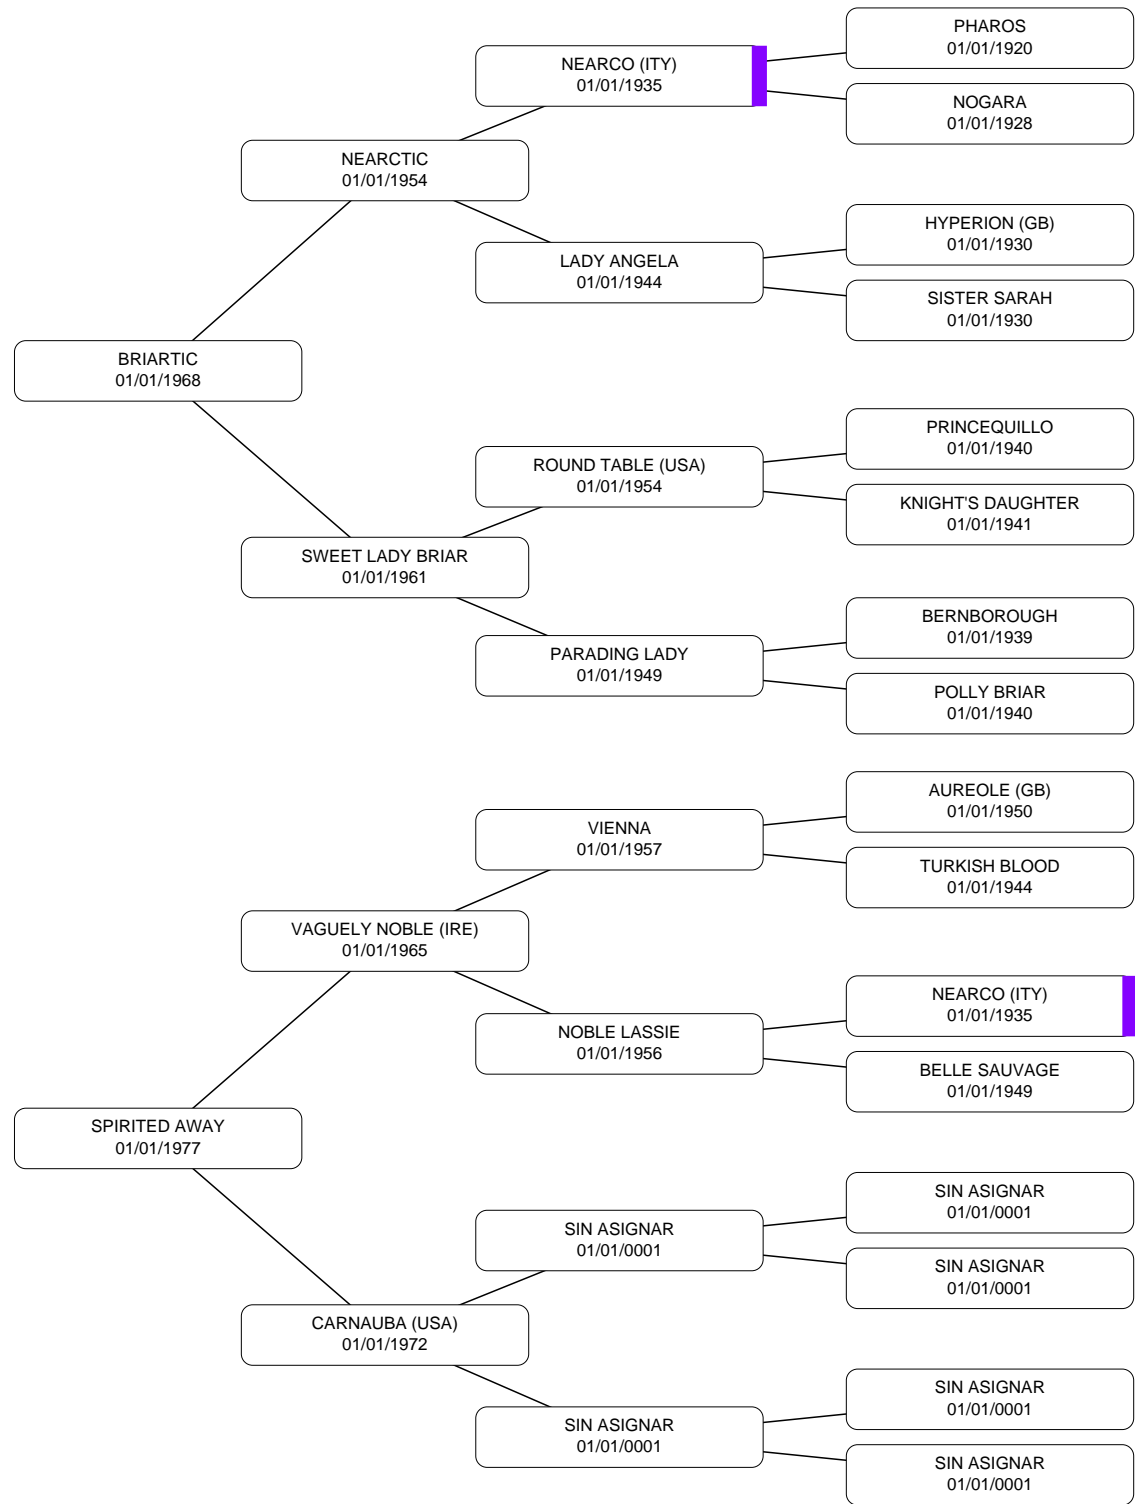 PHAROS
01/01/1920
NEARCO (ITY)
01/01/1935
NOGARA
01/01/1928
NEARCTIC
01/01/1954
HYPERION (GB)
01/01/1930
LADY ANGELA
01/01/1944
SISTER SARAH
01/01/1930
BRIARTIC
01/01/1968
PRINCEQUILLO
01/01/1940
ROUND TABLE (USA)
01/01/1954
KNIGHT'S DAUGHTER
01/01/1941
SWEET LADY BRIAR
01/01/1961
BERNBOROUGH
01/01/1939
PARADING LADY
01/01/1949
POLLY BRIAR
01/01/1940
AUREOLE (GB)
01/01/1950
VIENNA
01/01/1957
TURKISH BLOOD
01/01/1944
VAGUELY NOBLE (IRE)
01/01/1965
NEARCO (ITY)
01/01/1935
NOBLE LASSIE
01/01/1956
BELLE SAUVAGE
01/01/1949
SPIRITED AWAY
01/01/1977
SIN ASIGNAR
01/01/0001
SIN ASIGNAR
01/01/0001
SIN ASIGNAR
01/01/0001
CARNAUBA (USA)
01/01/1972
SIN ASIGNAR
01/01/0001
SIN ASIGNAR
01/01/0001
SIN ASIGNAR
01/01/0001